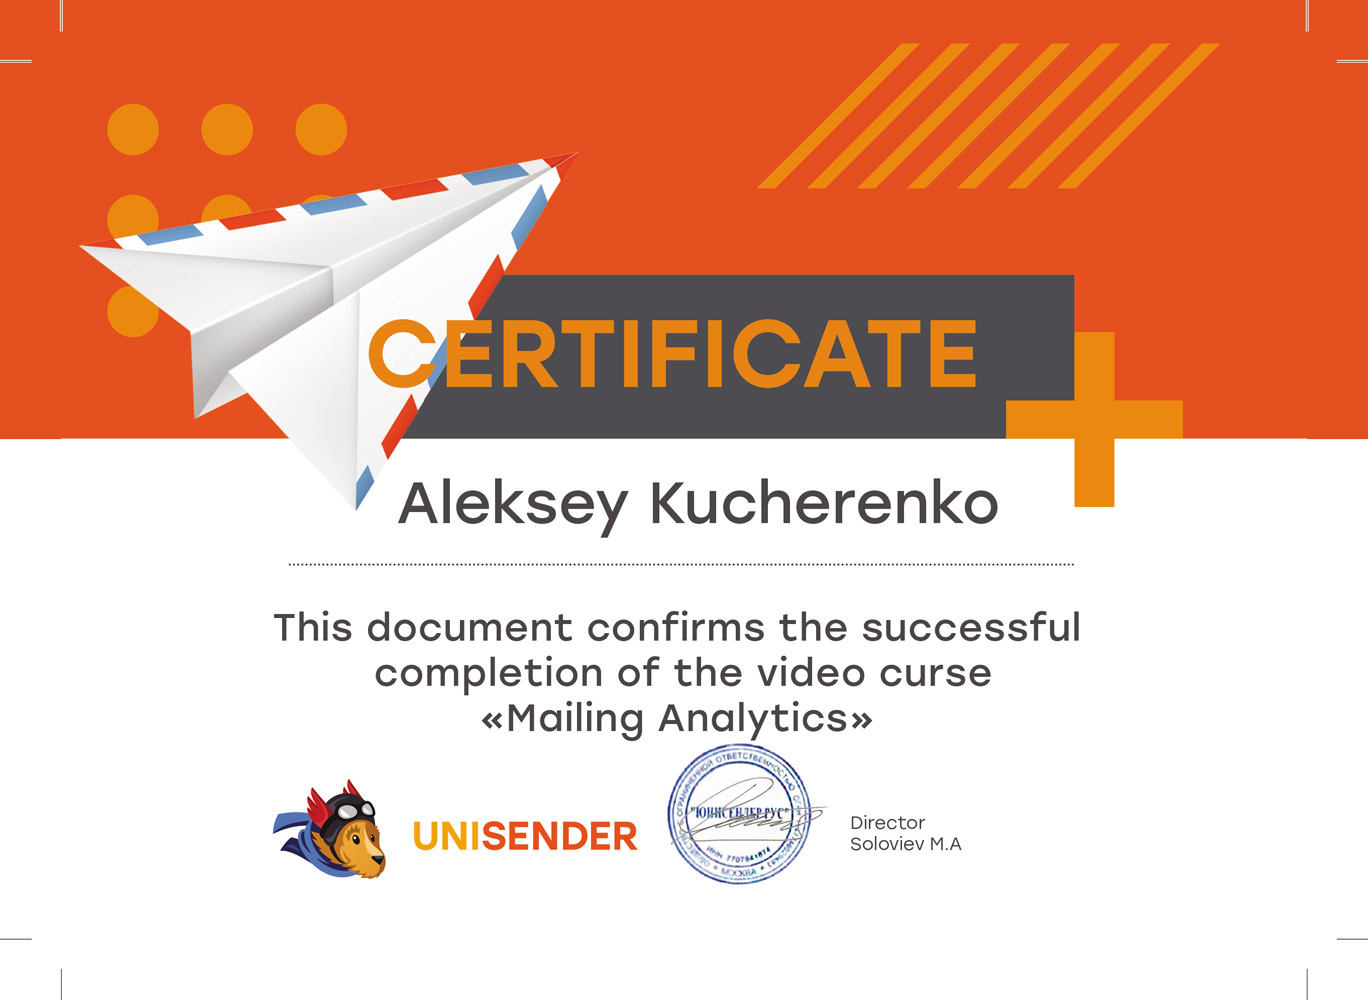 CERTIFICATE
Aleksey Kucherenko
This document confirms the successful
completion of the video curse
«Mailing Analytics»
UNISENDER
ОГРАНИЧЕННОЙ ОТВЕТСТВЕННОСТЬЮ
"ЮНИСЕНДЕР РУС"
ИНН 7707841874
* МОСКВА *
Director
Soloviev M.A